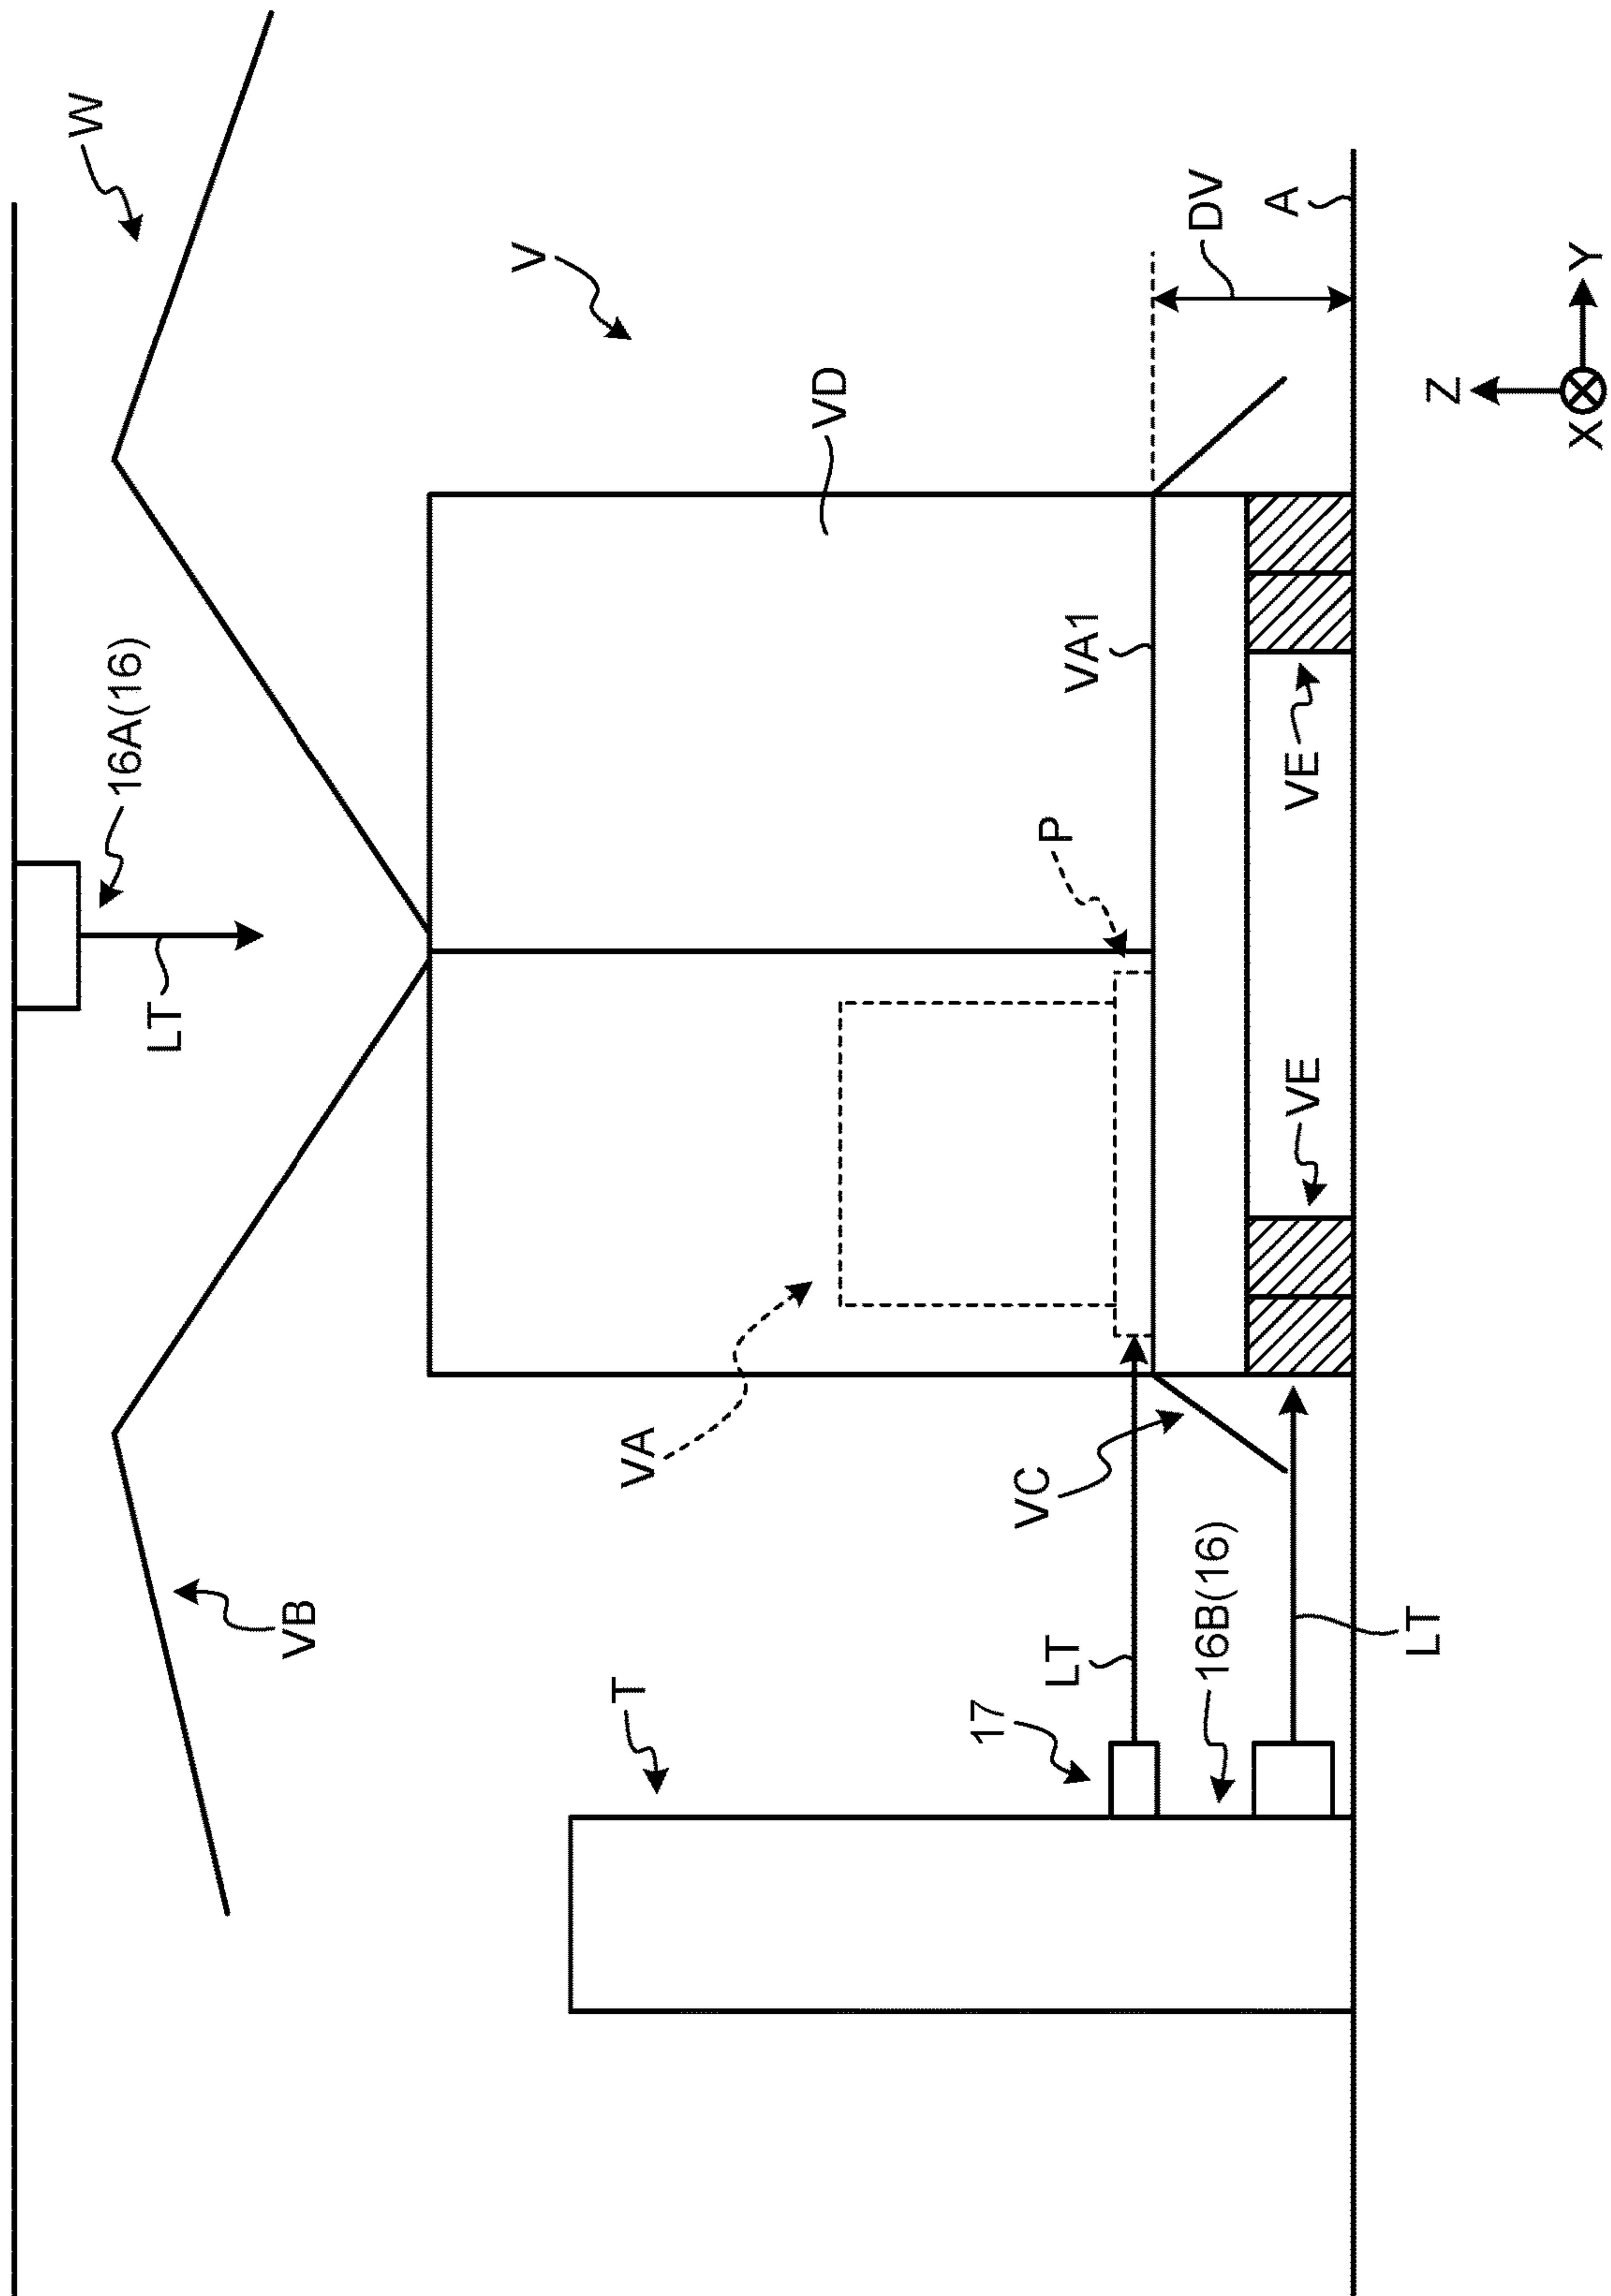 W
16A(16)
LT
VB
V
T
VA
VD
17
VC
P
LT
VA1
16B(16)
DV
A
VE
VE
LT
Z
X
Y